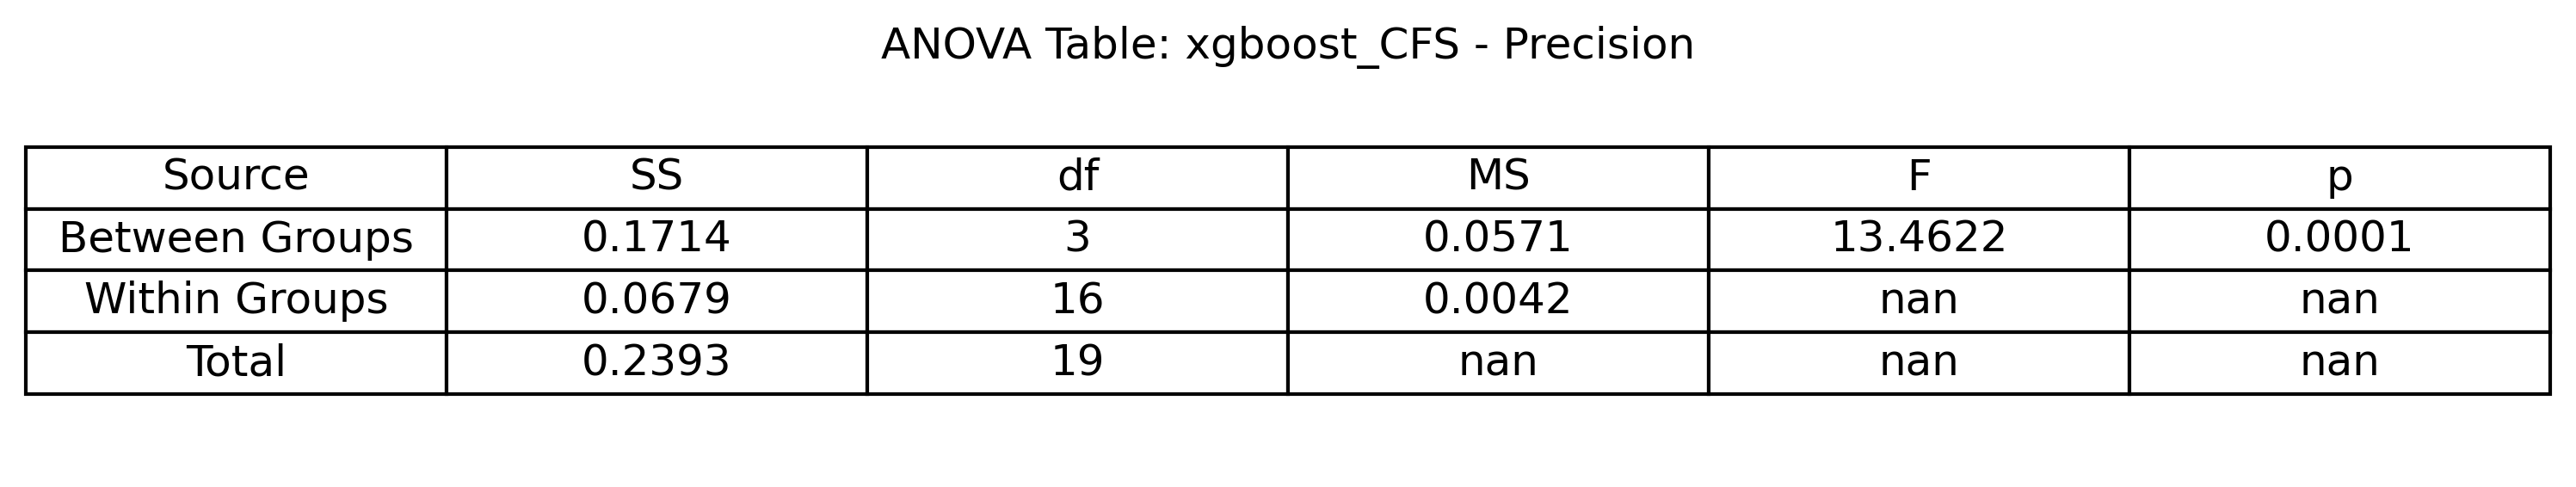 ANOVA Table: xgboost_CFS - Precision
Source SS df MS F p
Between Groups 0.1714 3 0.0571 13.4622 0.0001
Within Groups 0.0679 16 0.0042 nan nan
Total 0.2393 19 nan nan nan